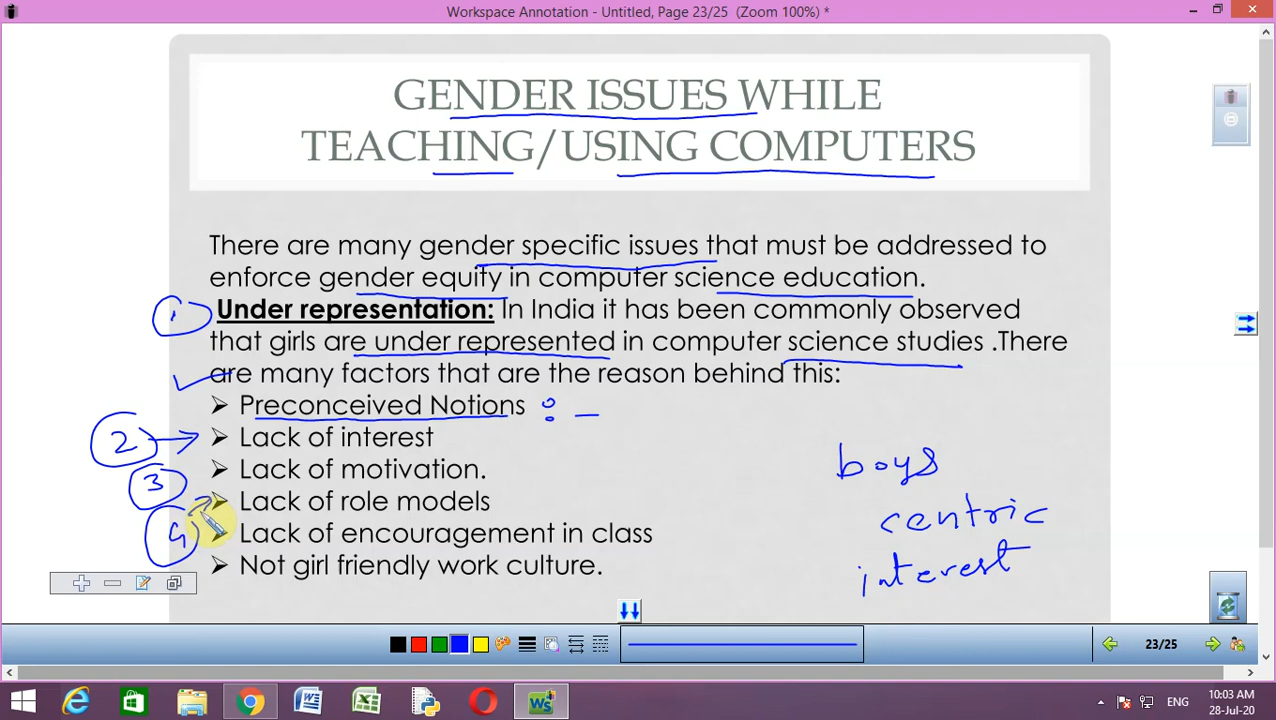 Workspace Annotation - Untitled, Page 23/25 (Zoom 100%) *
GENDER ISSUES WHILE
TEACHING/USING COMPUTERS
There are many gender specific issues that must be addressed to
enforce gender equity in computer science education.
1 Under representation: In India it has been commonly observed
that girls are under represented in computer science studies .There
are many factors that are the reason behind this:
➢ Preconceived Notions : –
2 → ➢ Lack of interest
3 ➢ Lack of motivation.
➢ Lack of role models
4 ➢ Lack of encouragement in class
➢ Not girl friendly work culture.
boys
centric
interest
23/25
ENG
10:03 AM
28-Jul-20